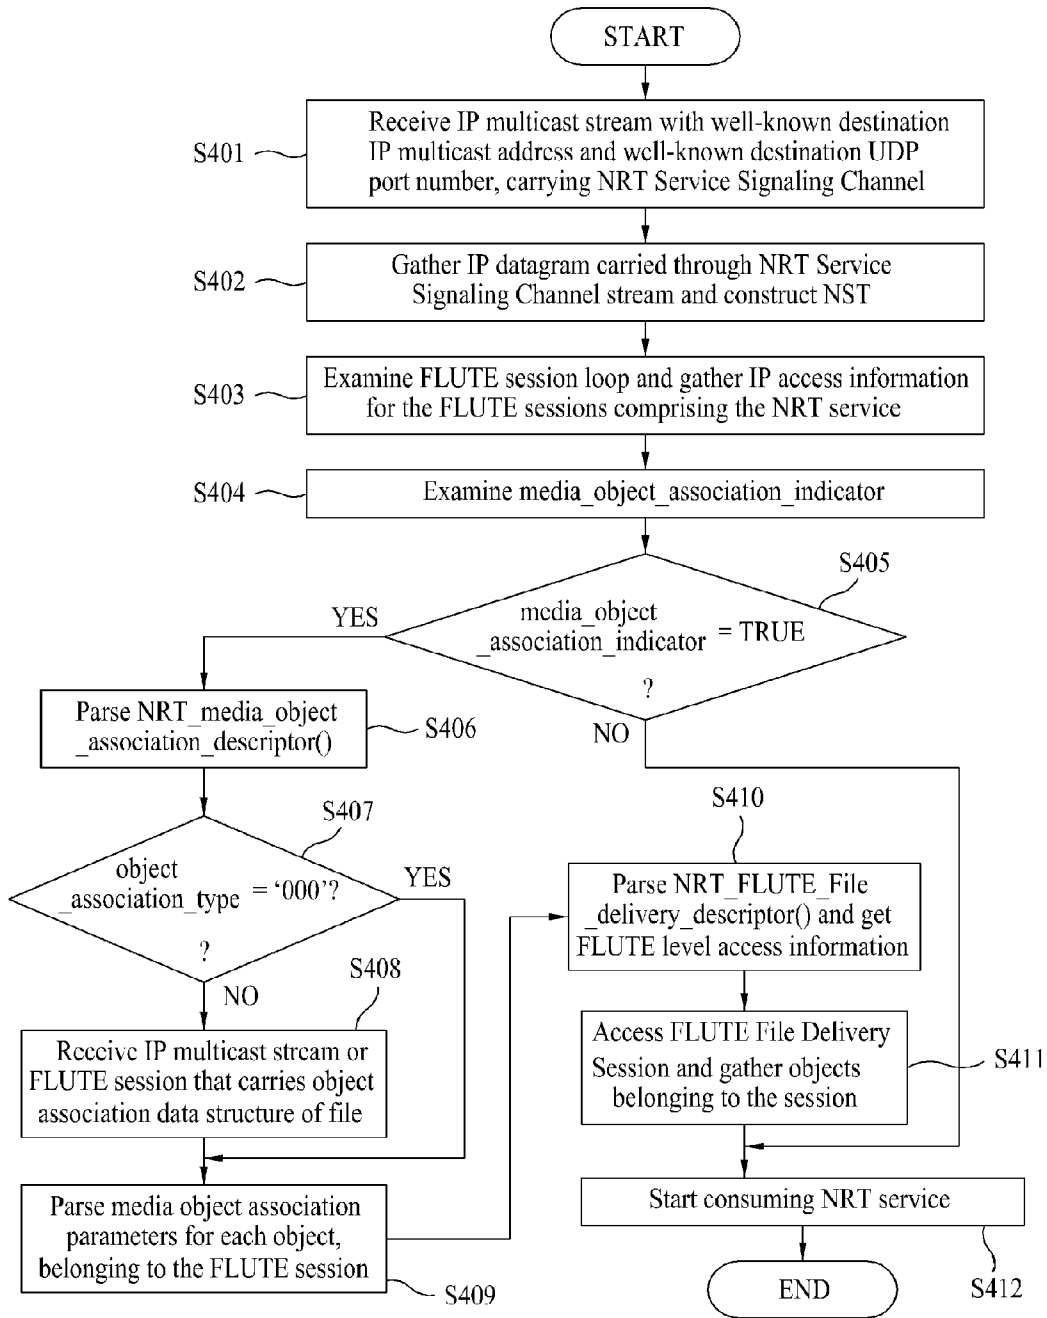 START
S401
Receive IP multicast stream with well-known destination
IP multicast address and well-known destination UDP
port number, carrying NRT Service Signaling Channel
S402
Gather IP datagram carried through NRT Service
Signaling Channel stream and construct NST
S403
Examine FLUTE session loop and gather IP access information
for the FLUTE sessions comprising the NRT service
S404
Examine media_object_association_indicator
S405
YES
media_object
_association_indicator = TRUE
?
NO
Parse NRT_media_object
_association_descriptor()
S406
S407
object
_association_type = ‘000’?
?
YES
NO
S408
Receive IP multicast stream or
FLUTE session that carries object
association data structure of file
Parse media object association
parameters for each object,
belonging to the FLUTE session
S409
S410
Parse NRT_FLUTE_File
_delivery_descriptor() and get
FLUTE level access information
Access FLUTE File Delivery
Session and gather objects
belonging to the session
S411
Start consuming NRT service
S412
END